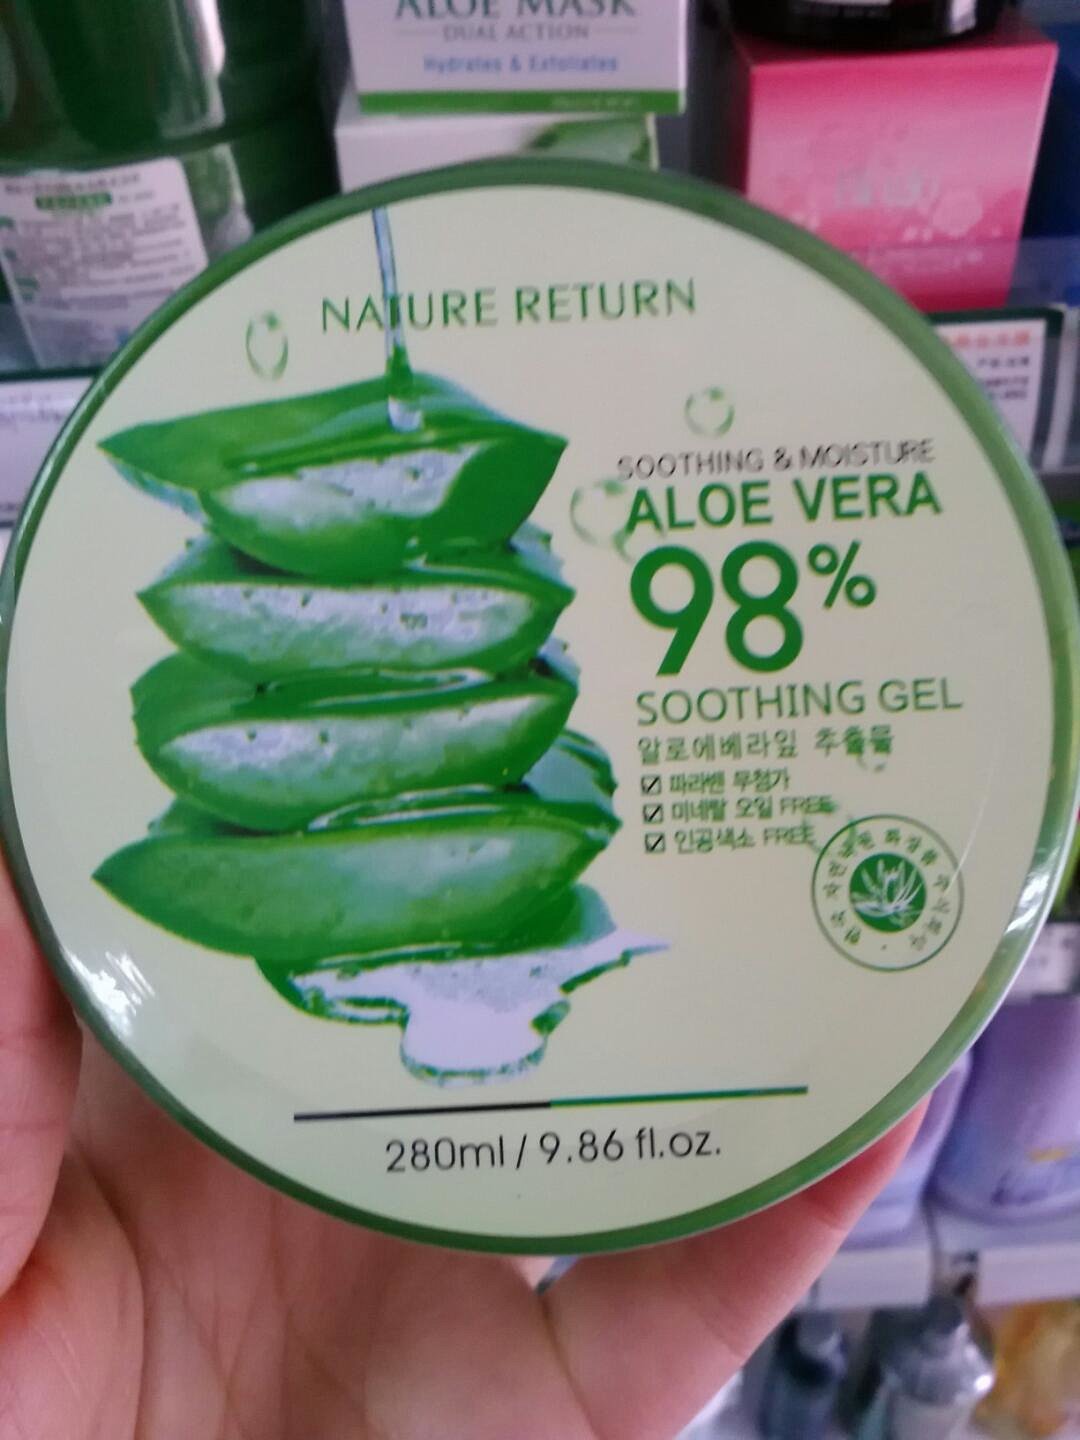 ALOE MASK
DUAL ACTION
Hydrates & Exfoliates
NATURE RETURN
SOOTHING & MOISTURE
ALOE VERA
98%
SOOTHING GEL
알로에베라잎 추출물
☑ 파라벤 무첨가
☑ 미네랄 오일 FREE
☑ 인공색소 FREE
280ml / 9.86 fl.oz.